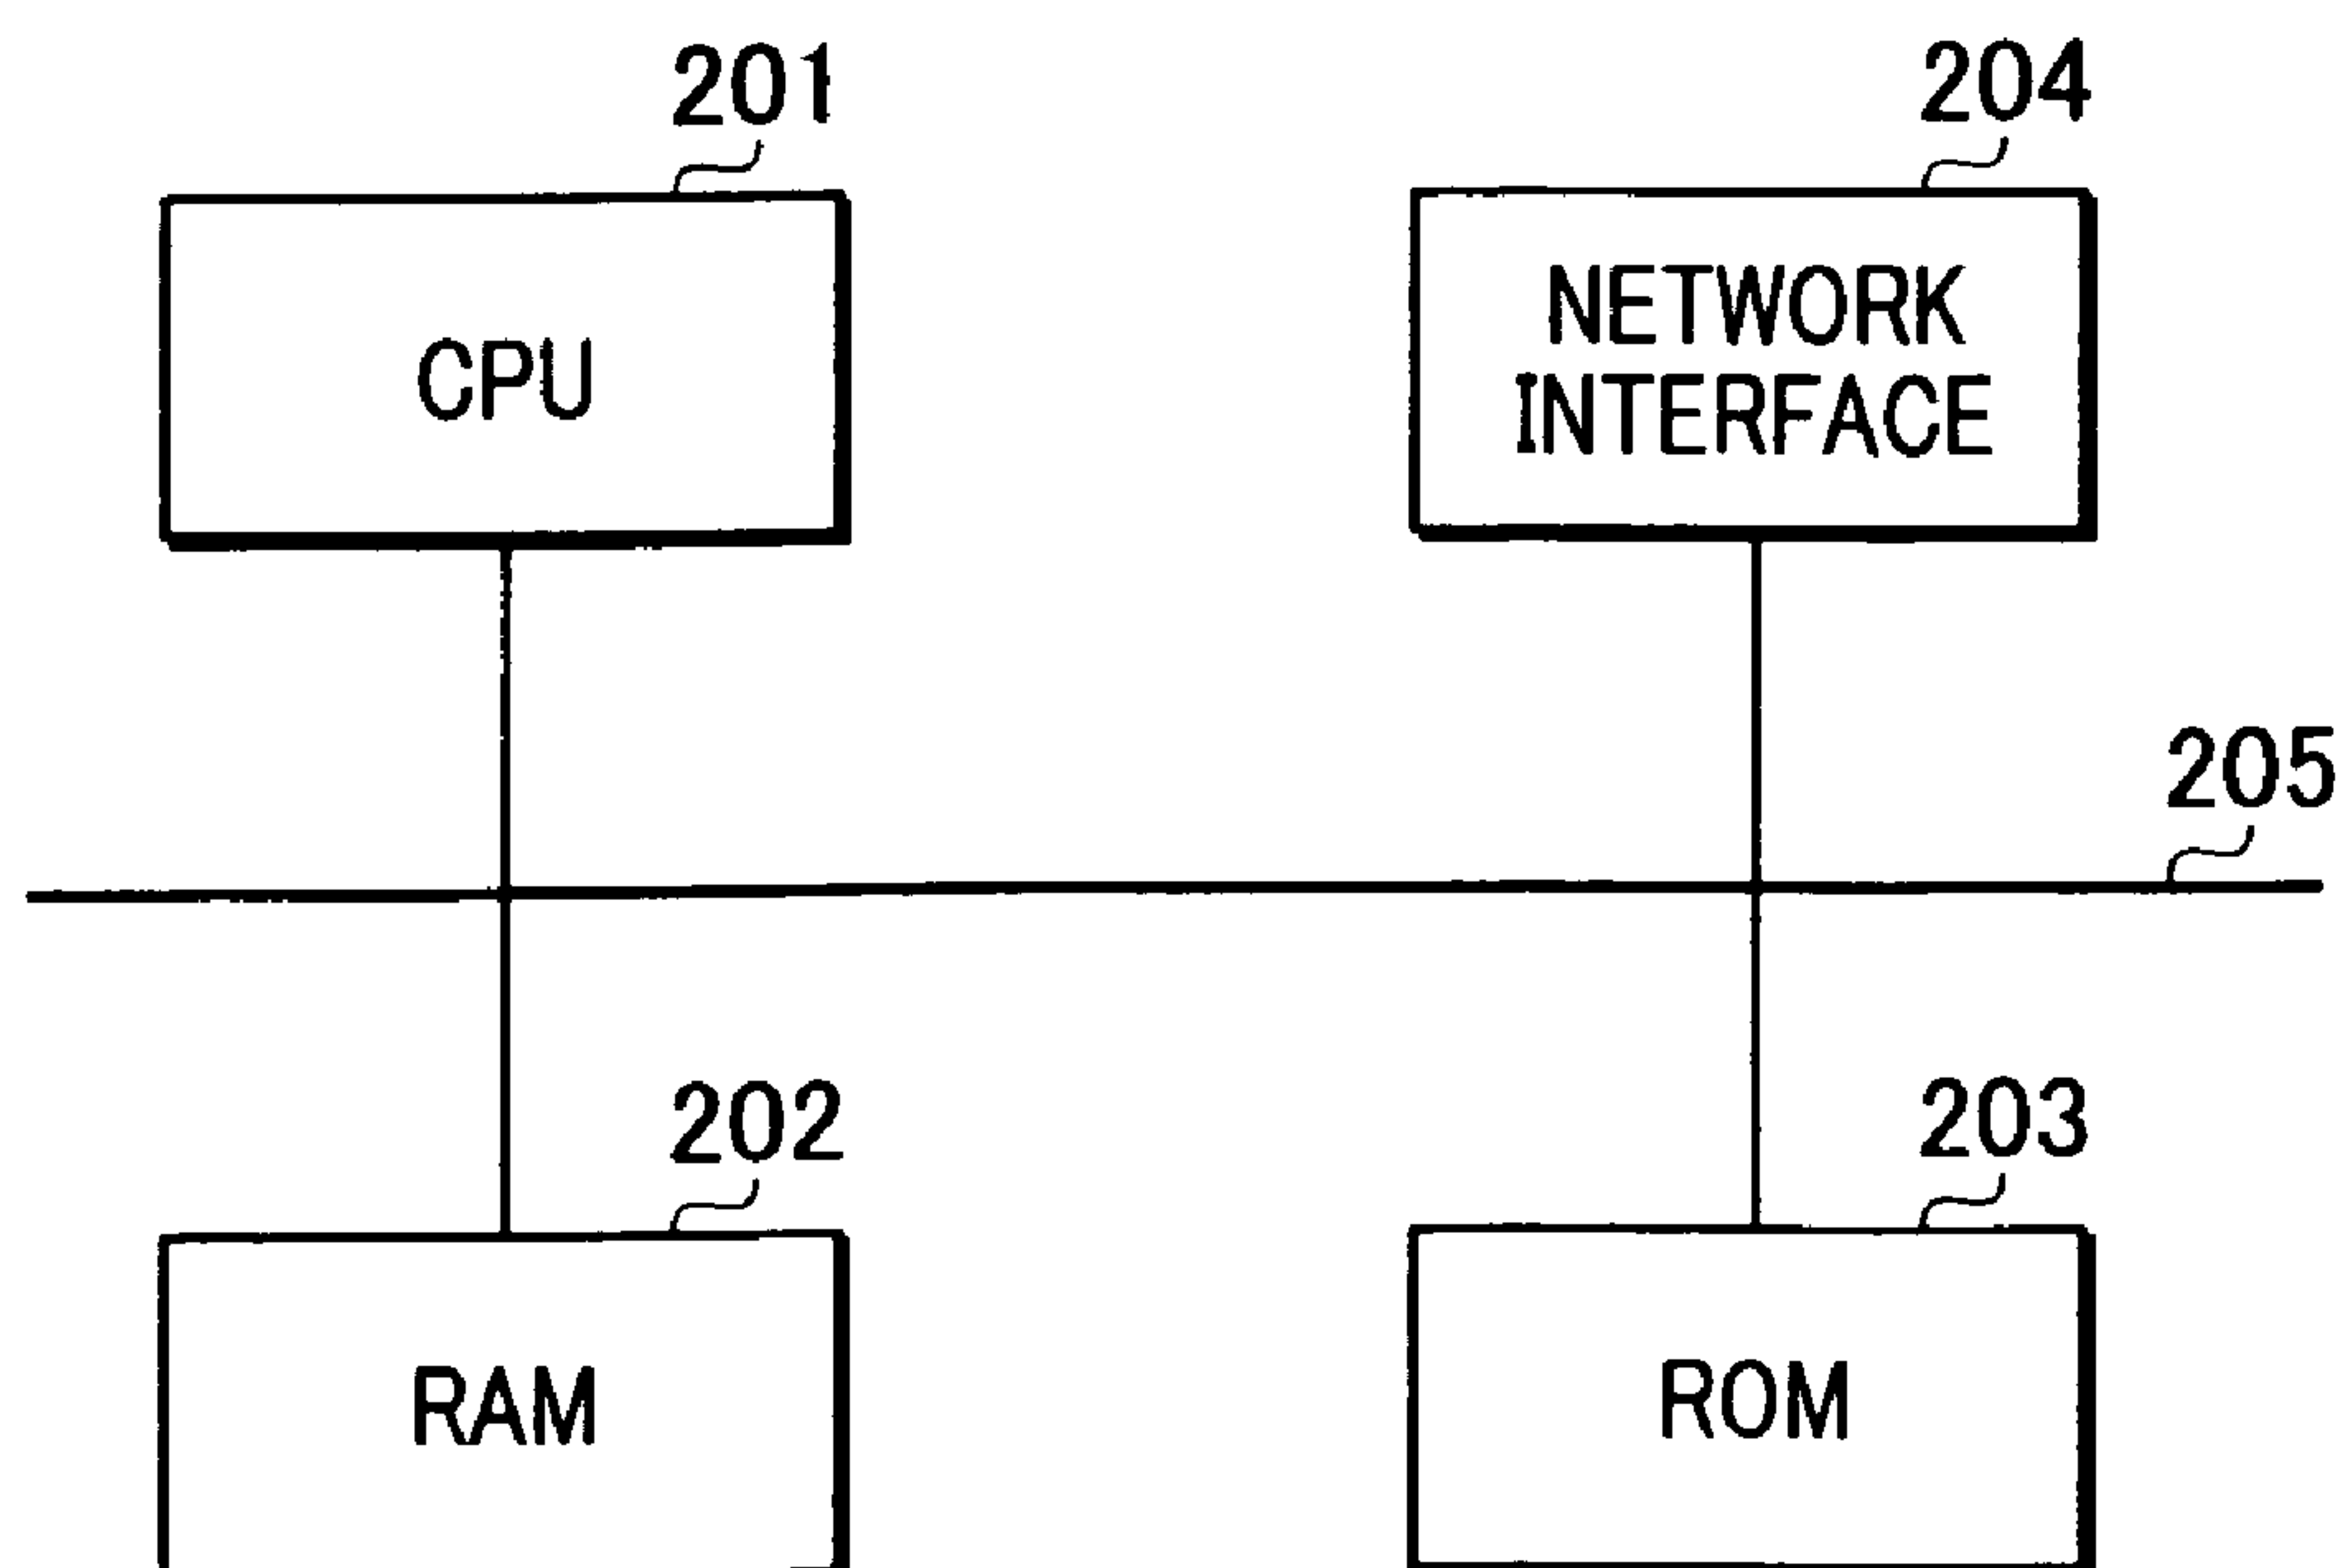 201
204
CPU
NETWORK
INTERFACE
205
202
203
RAM
ROM